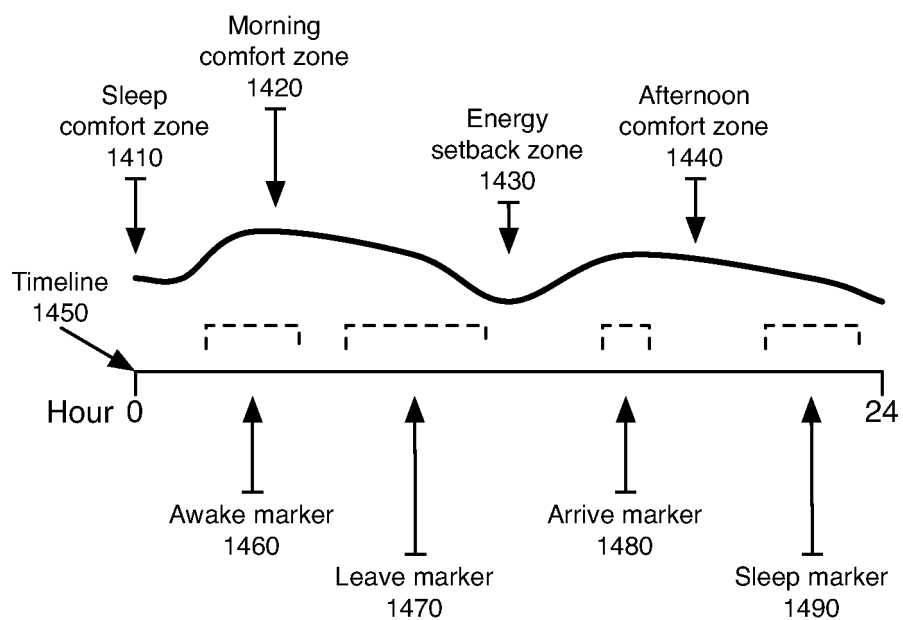 Morning
comfort zone
1420
Sleep
comfort zone
1410
Energy
setback zone
1430
Afternoon
comfort zone
1440
Timeline
1450
Hour 0
24
Awake marker
1460
Leave marker
1470
Arrive marker
1480
Sleep marker
1490